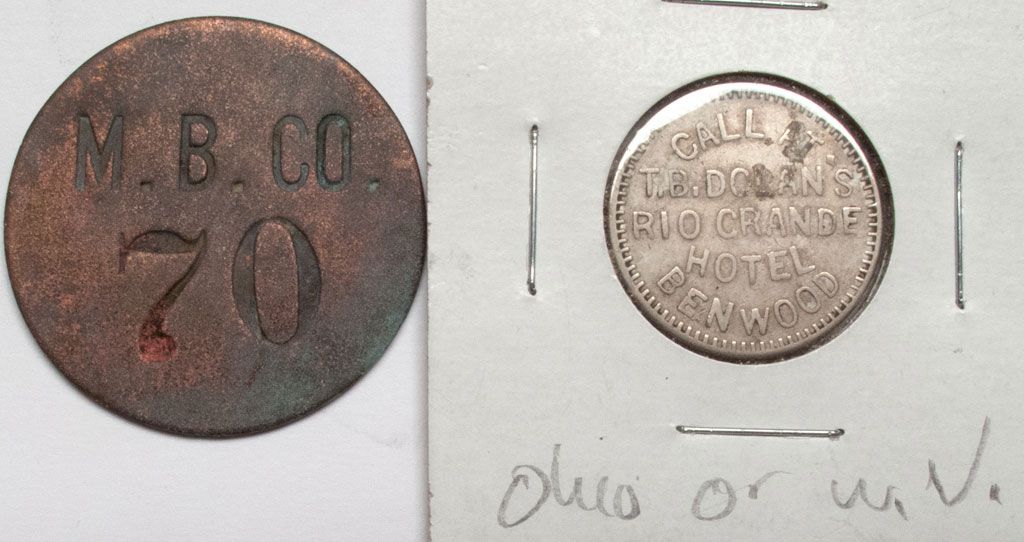 M. B. CO.
70
CALL AT
T.B. DOLAN'S
RIO GRANDE
HOTEL
BENWOOD
ohio or w.V.